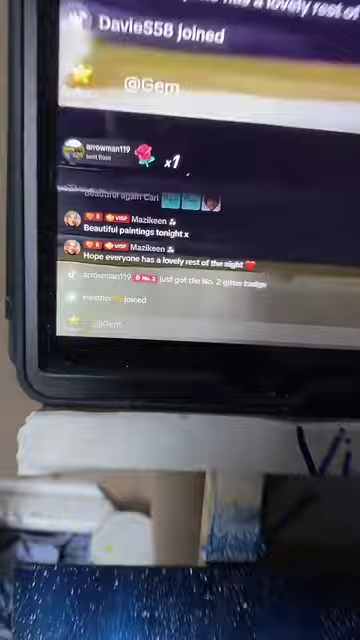 has a lovely rest of
DavieS58 joined
@Gem
arrowman119
sent Rose
x1
Beautiful again Carl
Mazikeen
Beautiful paintings tonight x
Mazikeen
Hope everyone has a lovely rest of the night
arrowman119 No. 2 just got the No. 2 gifter badge
joined
@Gem